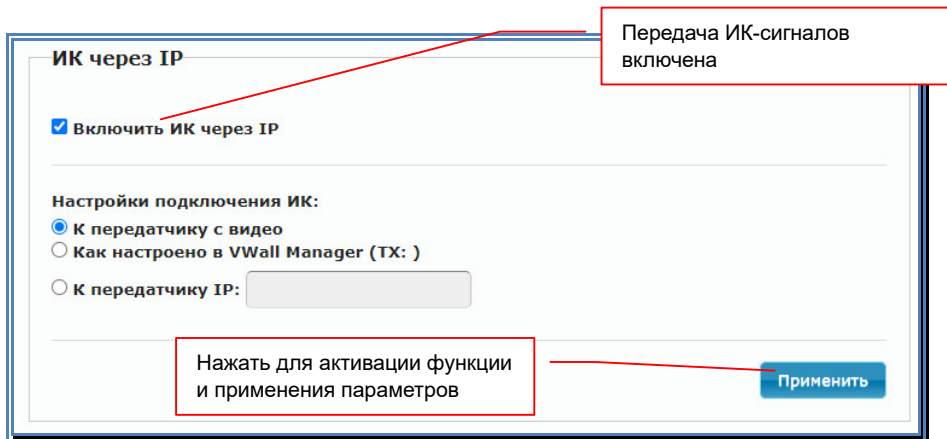 Передача ИК-сигналов
включена
ИК через IP
Включить ИК через IP
Настройки подключения ИК:
К передатчику с видео
Как настроено в VWall Manager (TX: )
К передатчику IP:
Нажать для активации функции
и применения параметров
Применить